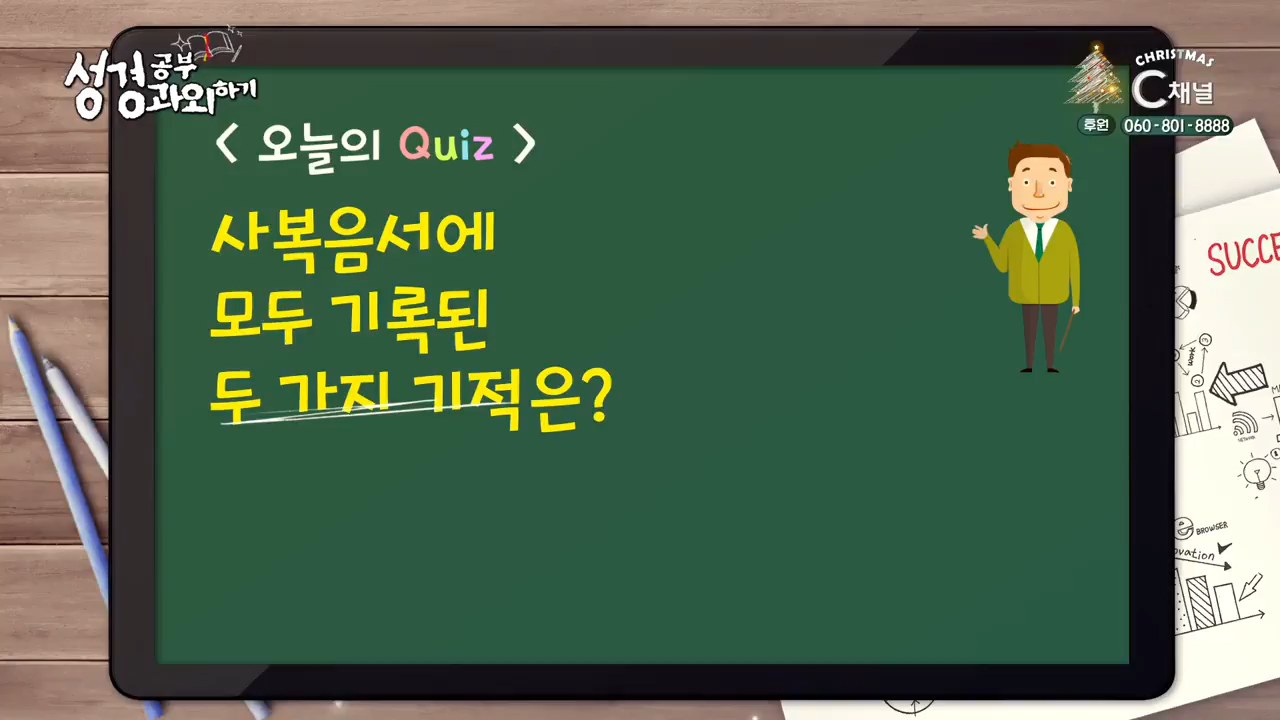 성경공부
과외하기
CHRISTMAS
C채널
후원 060-801-8888
< 오늘의 Quiz >
사복음서에
모두 기록된
두 가지 기적은?
SUCCE
WORK
NETWORK
BROWSER
ovation